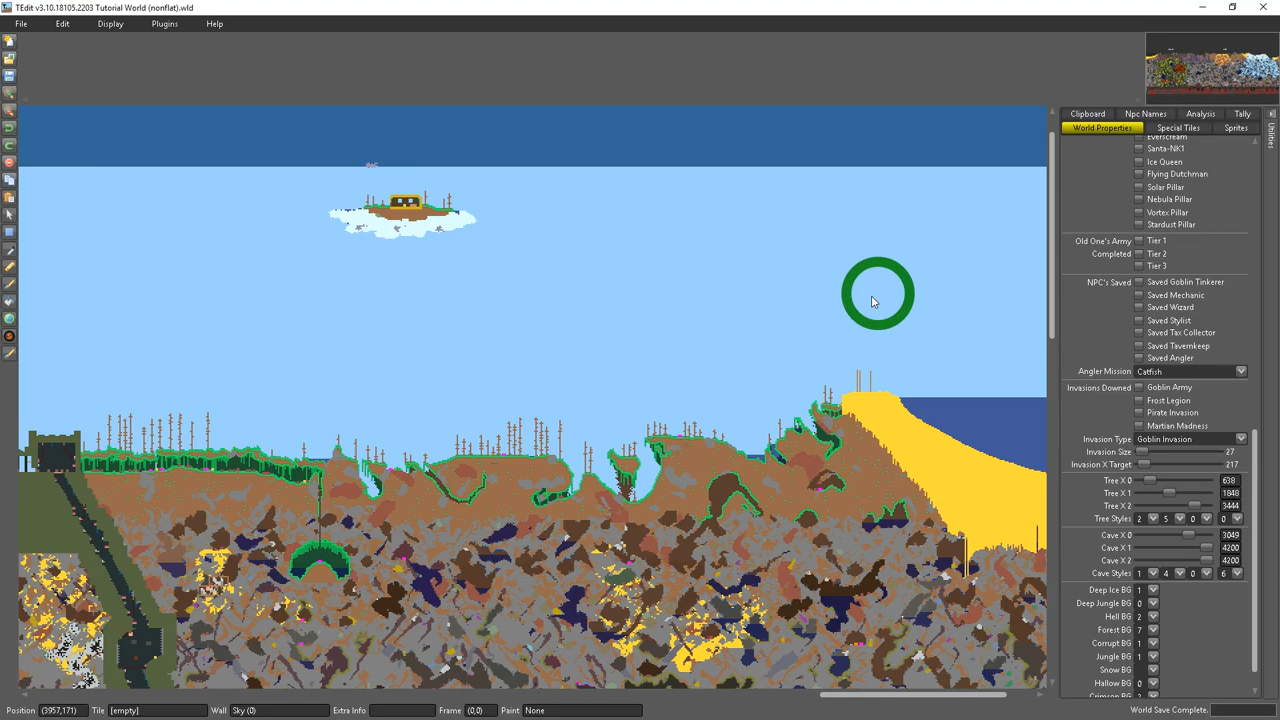 TEdit v3.10.18105.2203 Tutorial World (nonflat).wld
File Edit Display Plugins Help
Clipboard Npc Names Analysis Tally
World Properties Special Tiles Sprites
Utilities
Everscream
Santa-NK1
Ice Queen
Flying Dutchman
Solar Pillar
Nebula Pillar
Vortex Pillar
Stardust Pillar
Old One's Army Tier 1
Completed Tier 2
Tier 3
NPC's Saved Saved Goblin Tinkerer
Saved Mechanic
Saved Wizard
Saved Stylist
Saved Tax Collector
Saved Tavernkeep
Saved Angler
Angler Mission Catfish
Invasions Downed Goblin Army
Frost Legion
Pirate Invasion
Martian Madness
Invasion Type Goblin Invasion
Invasion Size 27
Invasion X Target 217
Tree X 0 638
Tree X 1 1848
Tree X 2 3444
Tree Styles 2 5 0 0
Cave X 0 3049
Cave X 1 4200
Cave X 2 4200
Cave Styles 1 4 0 6
Deep Ice BG 1
Deep Jungle BG 0
Hell BG 2
Forest BG 7
Corrupt BG 1
Jungle BG 1
Snow BG
Hallow BG 0
Crimson BG
Position (3957,171) Tile [empty] Wall Sky (0) Extra Info Frame (0,0) Paint None World Save Complete.